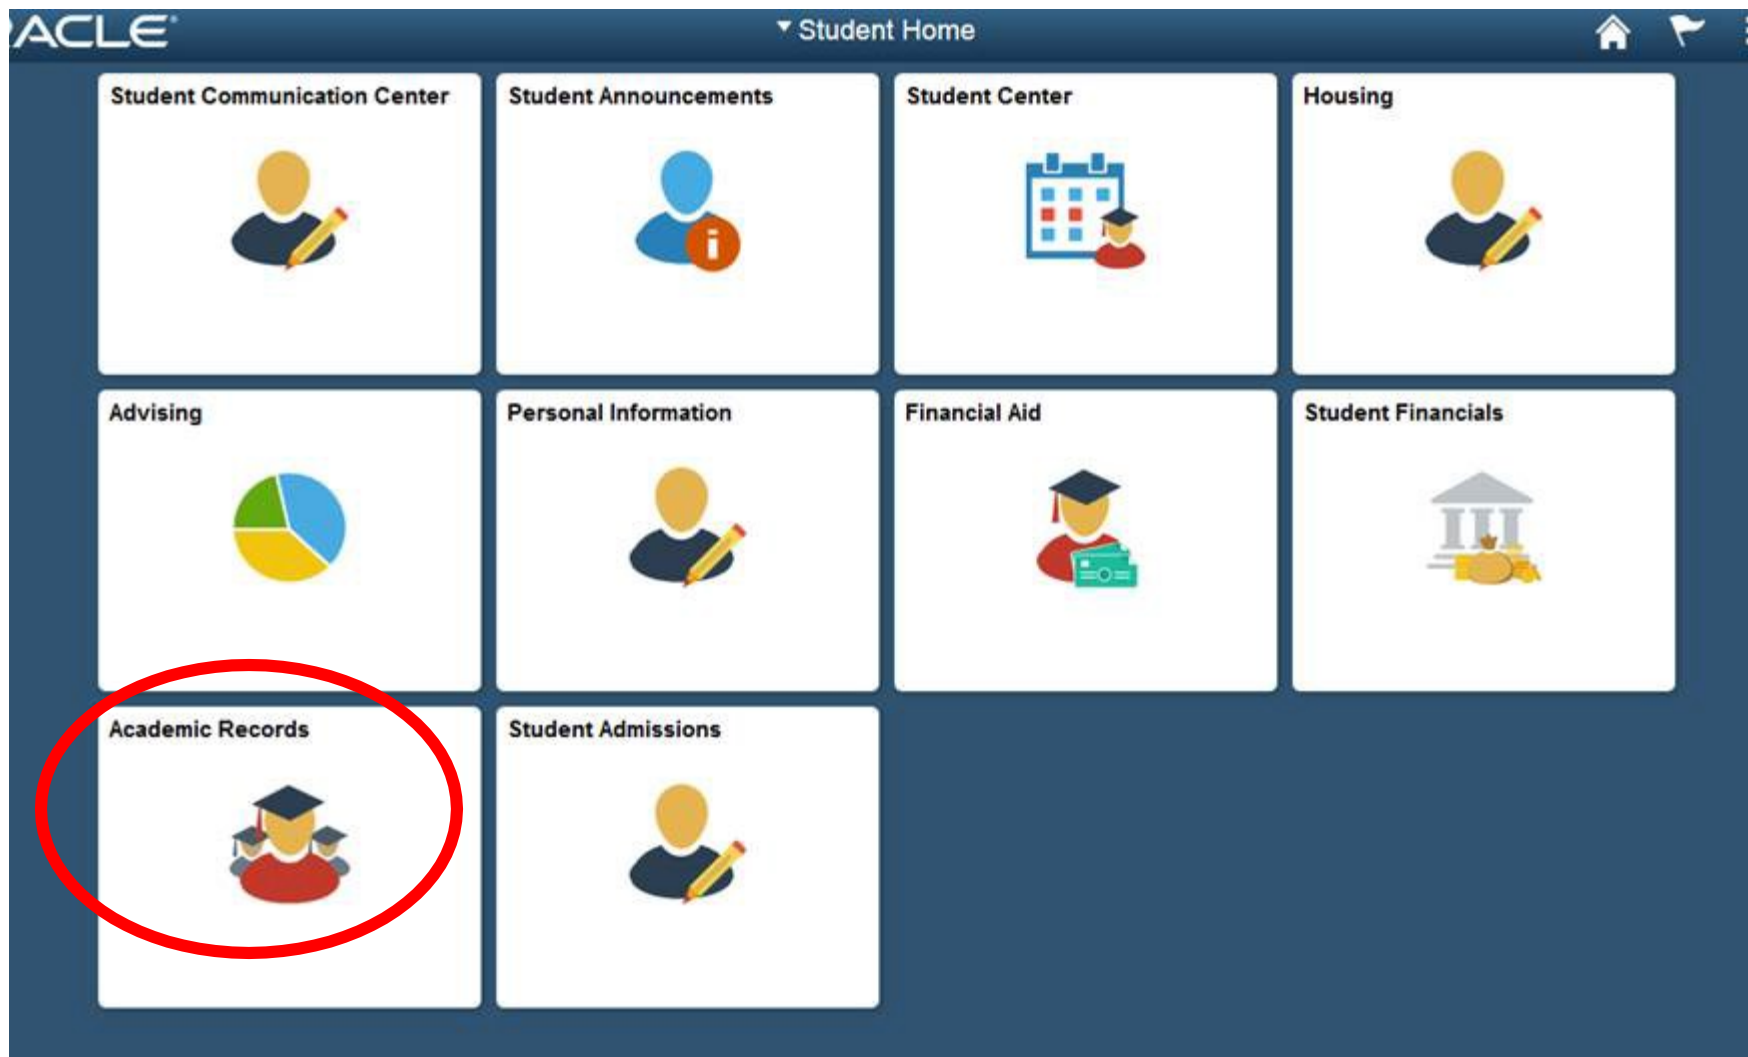 ACLE
Student Home
Student Communication Center
Student Announcements
Student Center
Housing
Advising
Personal Information
Financial Aid
Student Financials
Academic Records
Student Admissions